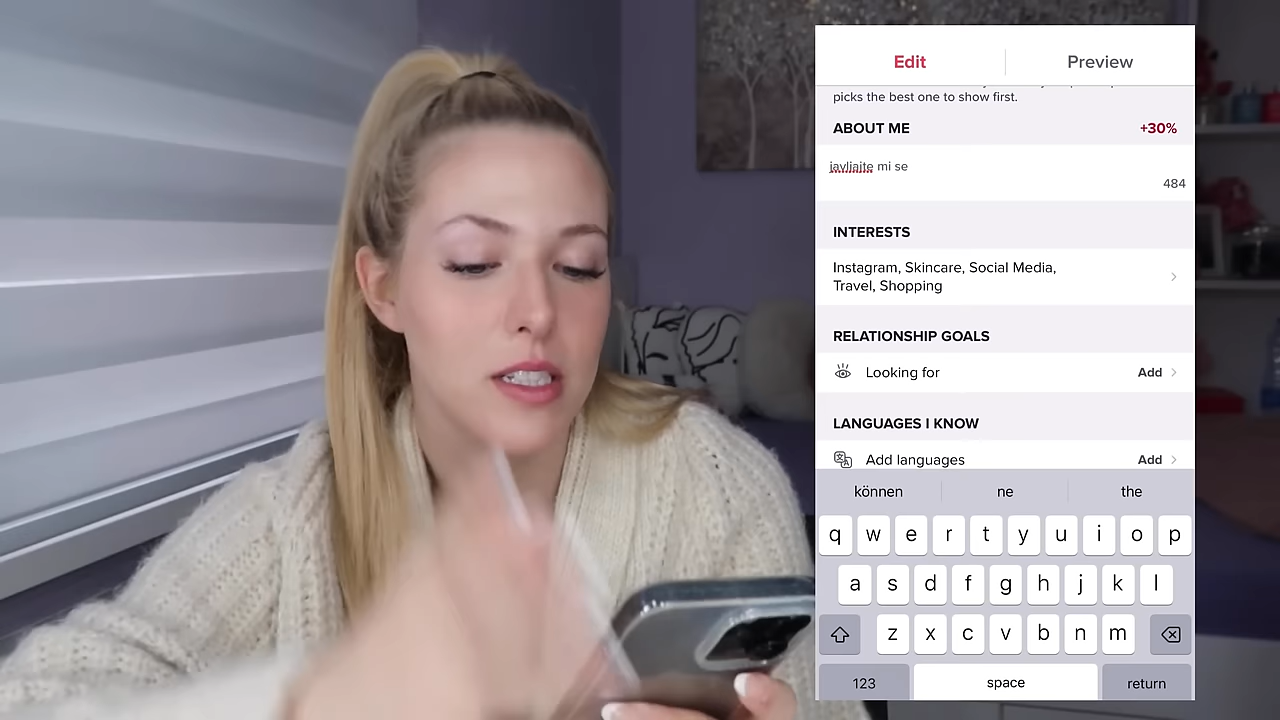 Edit Preview
picks the best one to show first.
ABOUT ME +30%
javljajte mi se
484
INTERESTS
Instagram, Skincare, Social Media,
Travel, Shopping
RELATIONSHIP GOALS
Looking for Add
LANGUAGES I KNOW
Add languages Add
können ne the
q w e r t y u i o p
a s d f g h j k l
z x c v b n m
123 space return